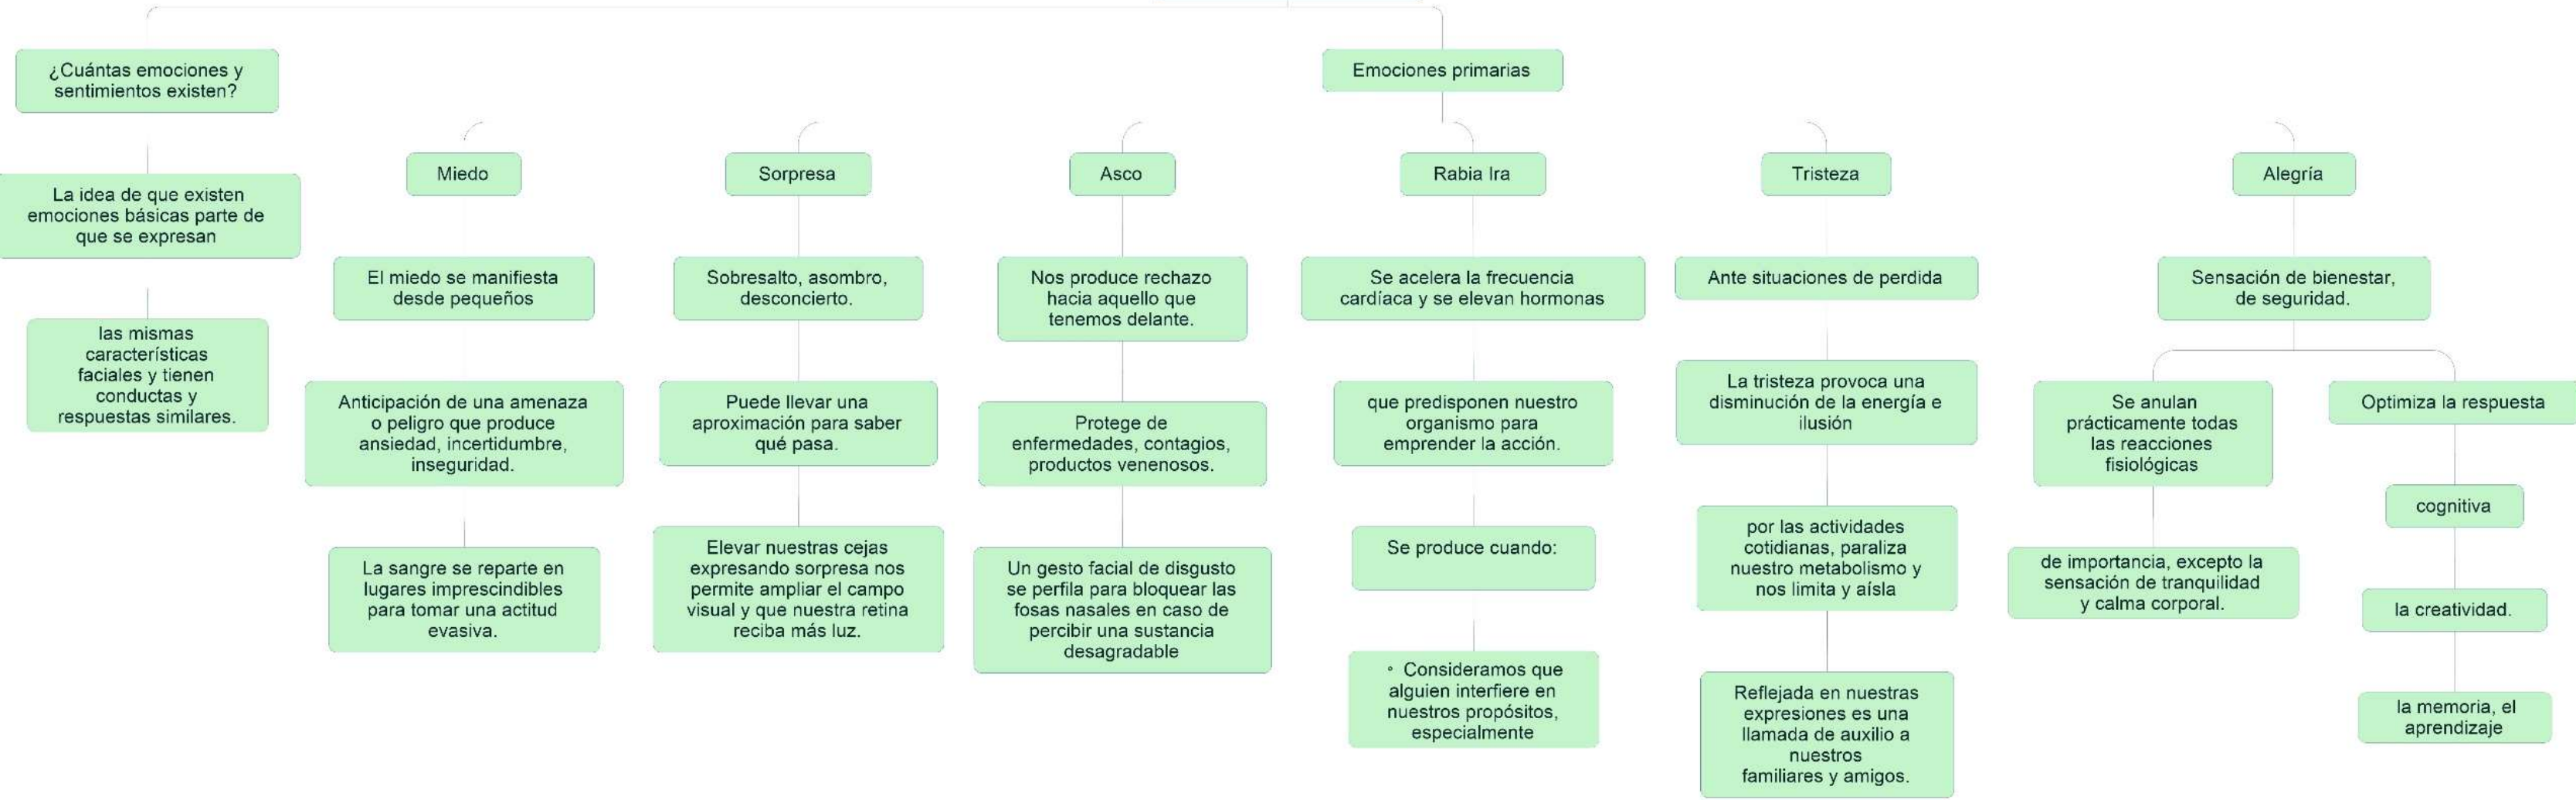 ¿Cuántas emociones y
sentimientos existen?
La idea de que existen
emociones básicas parte de
que se expresan
las mismas
características
faciales y tienen
conductas y
respuestas similares.
Emociones primarias
Miedo
El miedo se manifiesta
desde pequeños
Anticipación de una amenaza
o peligro que produce
ansiedad, incertidumbre,
inseguridad.
La sangre se reparte en
lugares imprescindibles
para tomar una actitud
evasiva.
Sorpresa
Sobresalto, asombro,
desconcierto.
Puede llevar una
aproximación para saber
qué pasa.
Elevar nuestras cejas
expresando sorpresa nos
permite ampliar el campo
visual y que nuestra retina
reciba más luz.
Asco
Nos produce rechazo
hacia aquello que
tenemos delante.
Protege de
enfermedades, contagios,
productos venenosos.
Un gesto facial de disgusto
se perfila para bloquear las
fosas nasales en caso de
percibir una sustancia
desagradable
Rabia Ira
Se acelera la frecuencia
cardíaca y se elevan hormonas
que predisponen nuestro
organismo para
emprender la acción.
Se produce cuando:
◦ Consideramos que
alguien interfiere en
nuestros propósitos,
especialmente
Tristeza
Ante situaciones de perdida
La tristeza provoca una
disminución de la energía e
ilusión
por las actividades
cotidianas, paraliza
nuestro metabolismo y
nos limita y aísla
Reflejada en nuestras
expresiones es una
llamada de auxilio a
nuestros
familiares y amigos.
Alegría
Sensación de bienestar,
de seguridad.
Se anulan
prácticamente todas
las reacciones
fisiológicas
de importancia, excepto la
sensación de tranquilidad
y calma corporal.
Optimiza la respuesta
cognitiva
la creatividad.
la memoria, el
aprendizaje